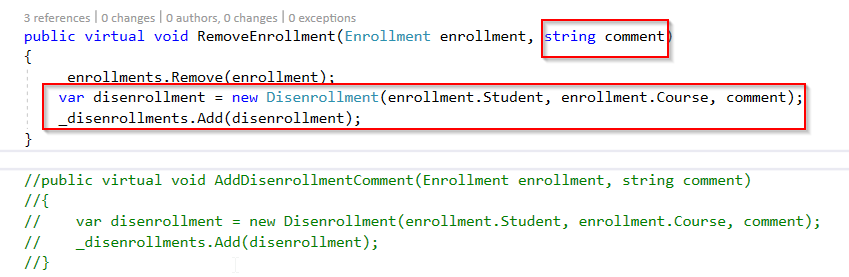 3 references | 0 changes | 0 authors, 0 changes | 0 exceptions
public virtual void RemoveEnrollment(Enrollment enrollment, string comment)
{
enrollments.Remove(enrollment);
var disenrollment = new Disenrollment(enrollment.Student, enrollment.Course, comment);
_disenrollments.Add(disenrollment);
}
//public virtual void AddDisenrollmentComment(Enrollment enrollment, string comment)
//{
//    var disenrollment = new Disenrollment(enrollment.Student, enrollment.Course, comment);
//    _disenrollments.Add(disenrollment);
//}